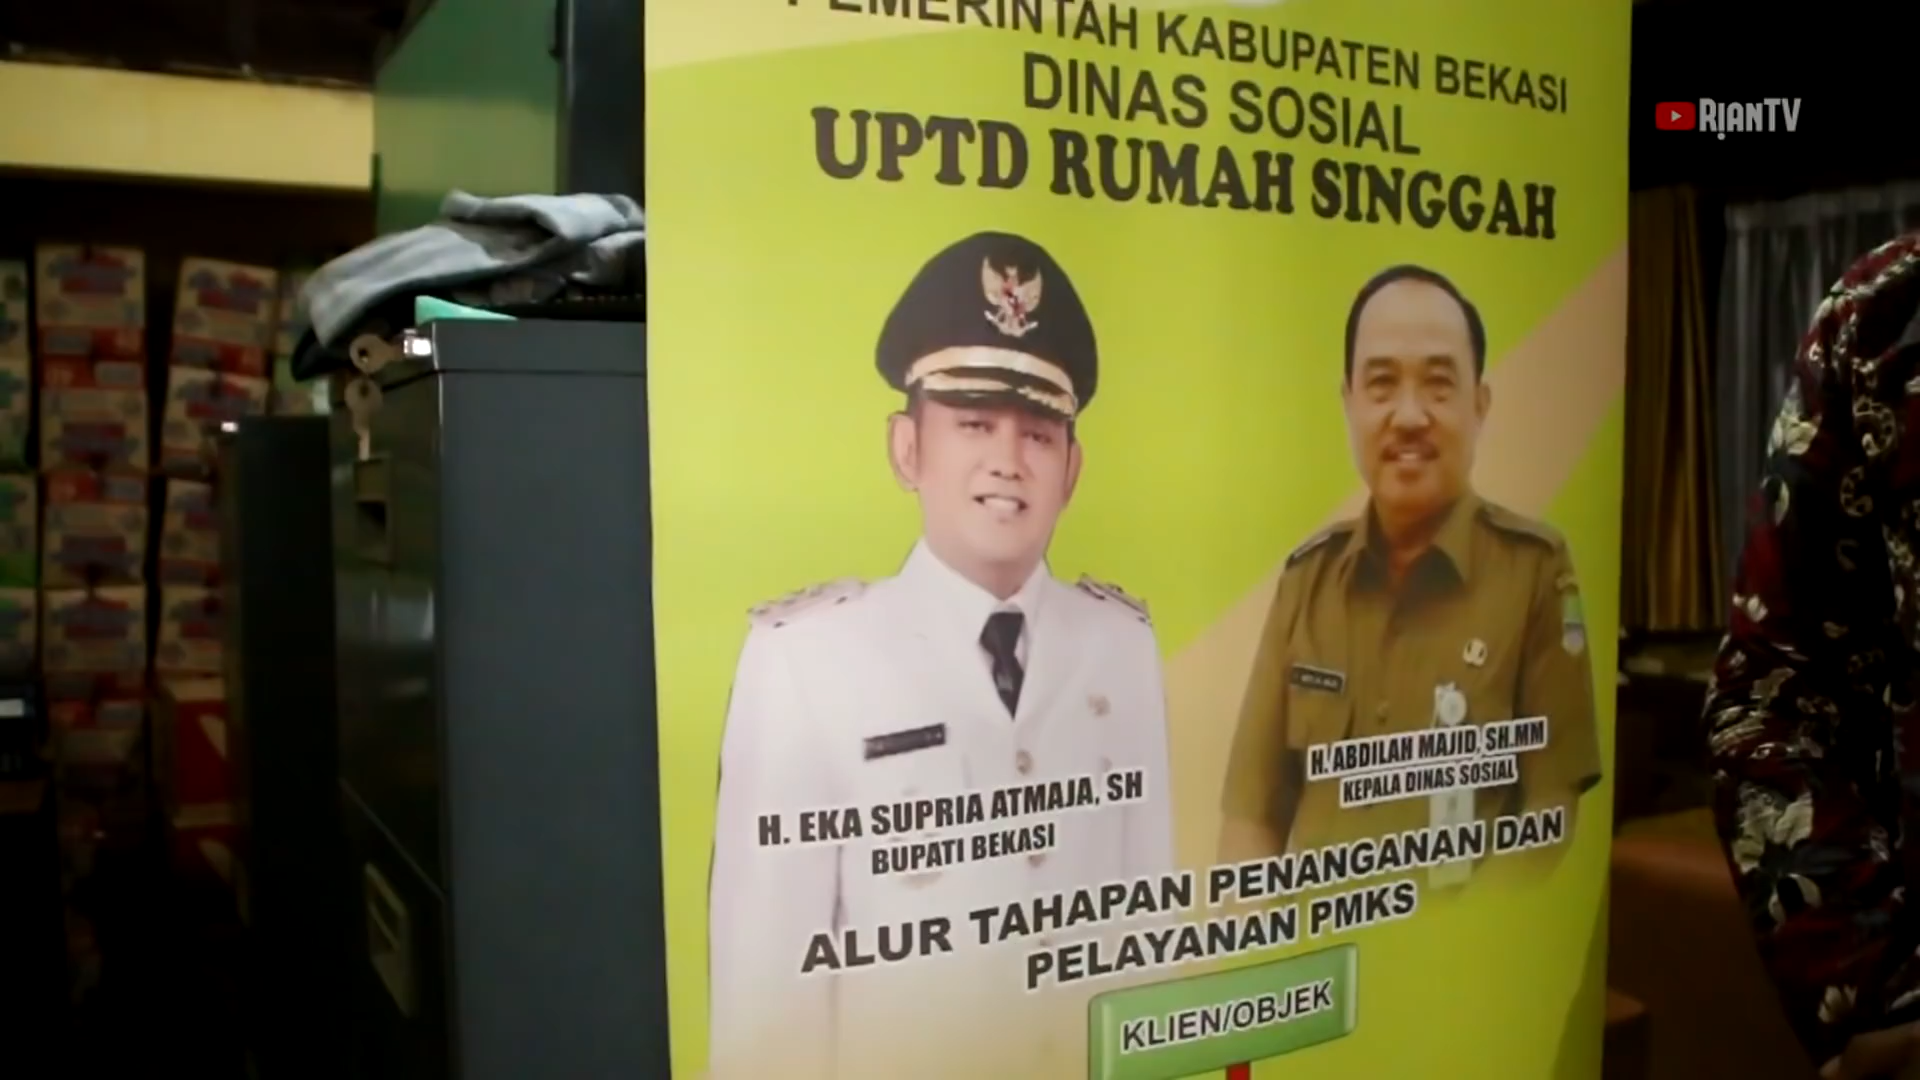 PEMERINTAH KABUPATEN BEKASI
DINAS SOSIAL
UPTD RUMAH SINGGAH
RIANTV
H. EKA SUPRIA ATMAJA, SH
BUPATI BEKASI
H. ABDILAH MAJID, SH.MM
KEPALA DINAS SOSIAL
ALUR TAHAPAN PENANGANAN DAN
PELAYANAN PMKS
KLIEN/OBJEK